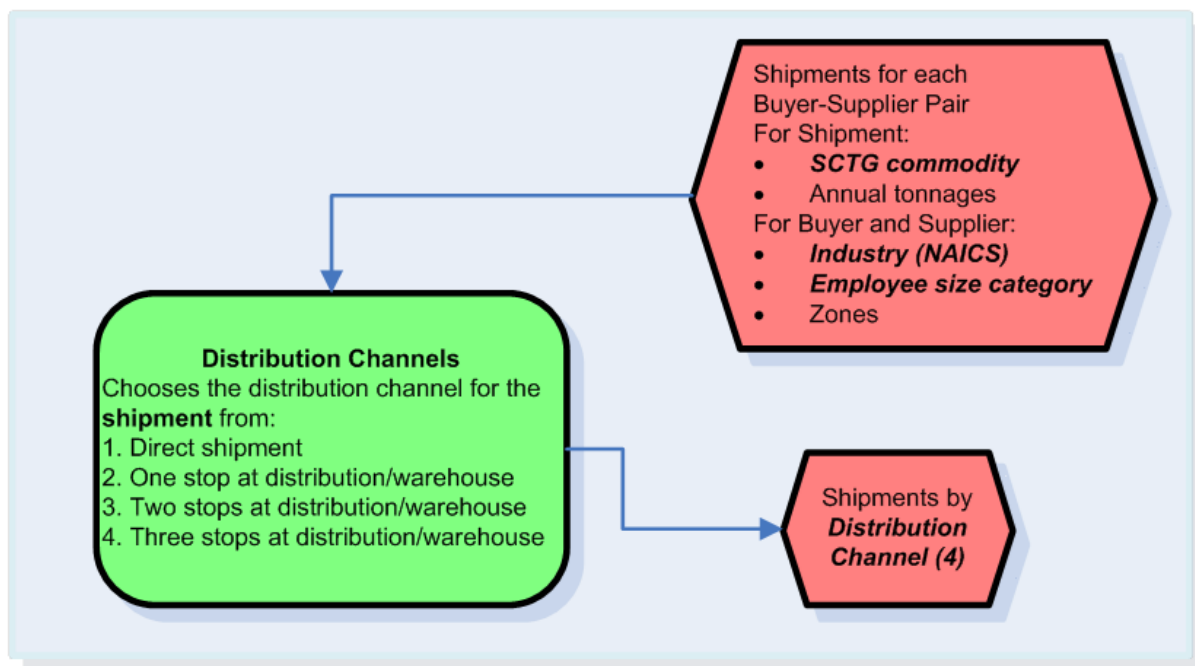 Shipments for each
Buyer-Supplier Pair
For Shipment:
• SCTG commodity
• Annual tonnages
For Buyer and Supplier:
• Industry (NAICS)
• Employee size category
• Zones
Distribution Channels
Chooses the distribution channel for the
shipment from:
1. Direct shipment
2. One stop at distribution/warehouse
3. Two stops at distribution/warehouse
4. Three stops at distribution/warehouse
Shipments by
Distribution
Channel (4)